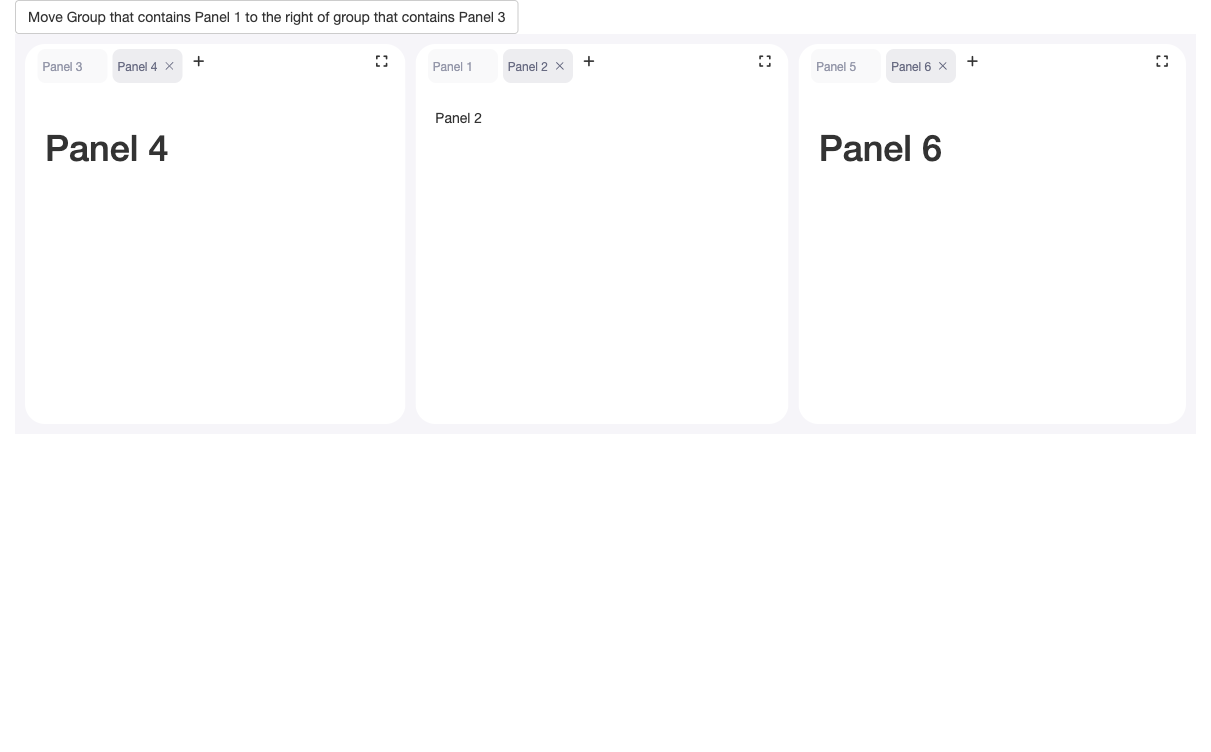 Move Group that contains Panel 1 to the right of group that contains Panel 3
Panel 3 Panel 4 Panel 1 Panel 2 Panel 5 Panel 6
Panel 2
Panel 4 Panel 6